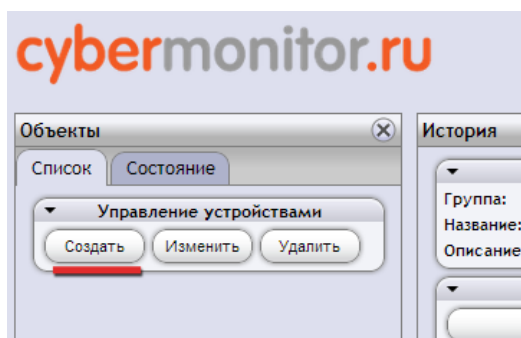 cybermonitor.ru
Объекты
Список Состояние
Управление устройствами
Создать Изменить Удалить
История
Группа:
Название:
Описание